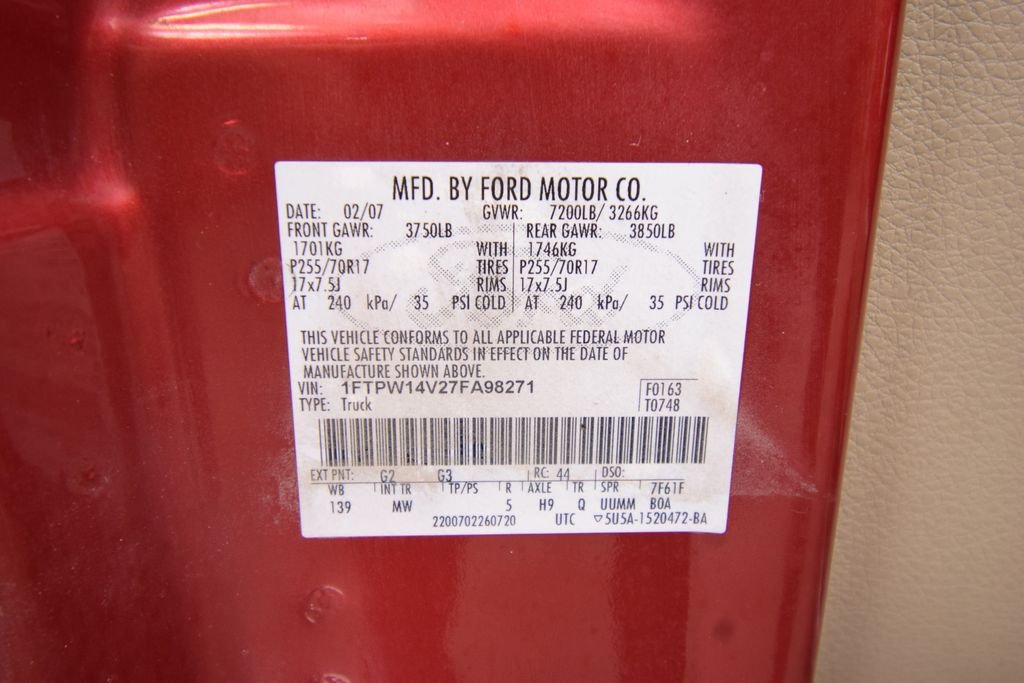 MFD. BY FORD MOTOR CO.
DATE: 02/07 GVWR: 7200LB/ 3266KG
FRONT GAWR: 3750LB REAR GAWR: 3850LB
1701KG WITH 1746KG WITH
P255/70R17 TIRES P255/70R17 TIRES
17x7.5J RIMS 17x7.5J RIMS
AT 240 kPa/ 35 PSI COLD AT 240 kPa/ 35 PSI COLD
Ford
THIS VEHICLE CONFORMS TO ALL APPLICABLE FEDERAL MOTOR
VEHICLE SAFETY STANDARDS IN EFFECT ON THE DATE OF
MANUFACTURE SHOWN ABOVE.
VIN: 1FTPW14V27FA98271 F0163
TYPE: Truck T0748
EXT PNT: G2 G3 RC: 44 DSO:
WB INT TR TP/PS R AXLE TR SPR 7F61F
139 MW 5 H9 Q UUMM B0A
2200702260720 UTC ▽5U5A-1520472-BA